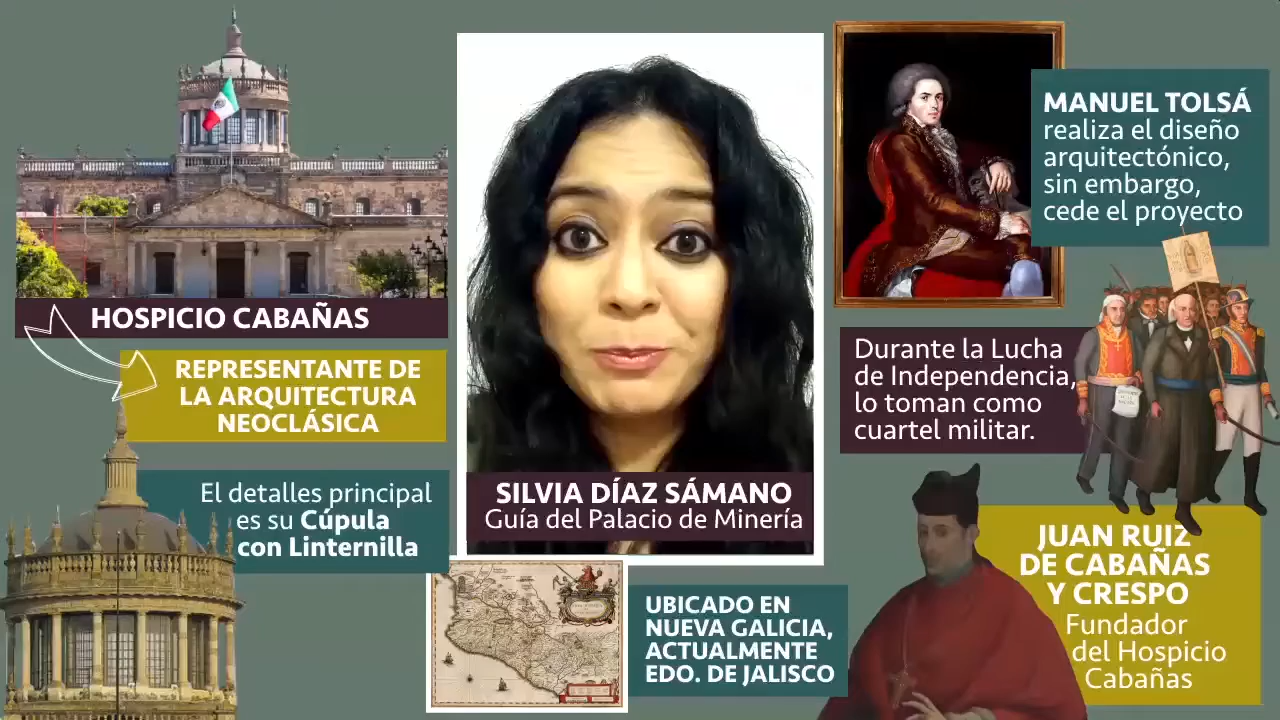 HOSPICIO CABAÑAS
REPRESENTANTE DE
LA ARQUITECTURA
NEOCLÁSICA
El detalles principal
es su Cúpula
con Linternilla
SILVIA DÍAZ SÁMANO
Guía del Palacio de Minería
UBICADO EN
NUEVA GALICIA,
ACTUALMENTE
EDO. DE JALISCO
MANUEL TOLSÁ
realiza el diseño
arquitectónico,
sin embargo,
cede el proyecto
Durante la Lucha
de Independencia,
lo toman como
cuartel militar.
JUAN RUIZ
DE CABAÑAS
Y CRESPO
Fundador
del Hospicio
Cabañas